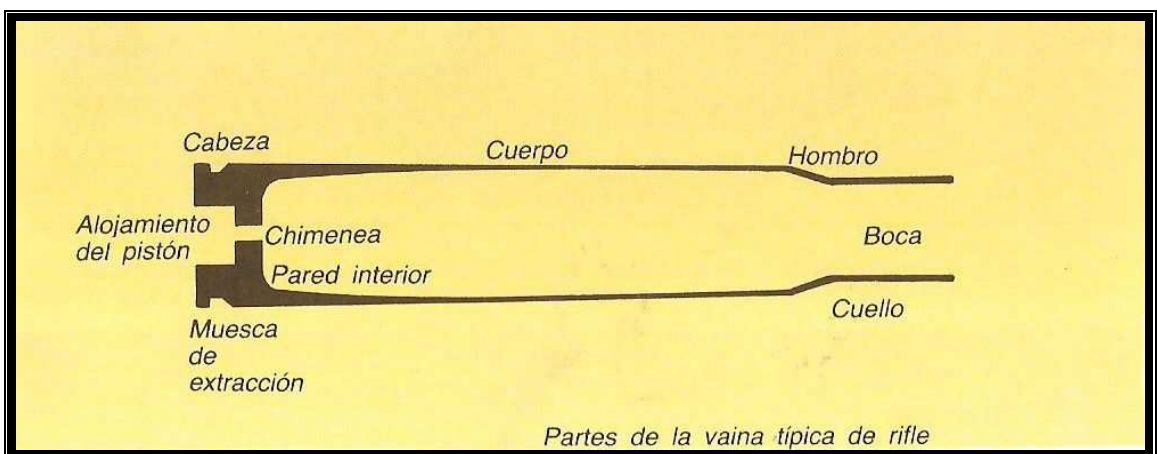 Cabeza
Cuerpo
Hombro
Alojamiento
del pistón
Chimenea
Boca
Pared interior
Cuello
Muesca
de
extracción
Partes de la vaina típica de rifle